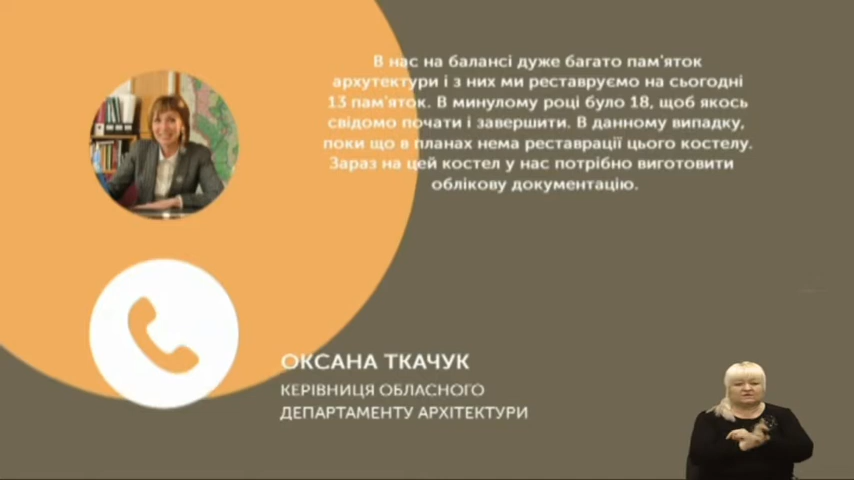 В нас на балансі дуже багато пам'яток
архутектури і з них ми реставруємо на сьогодні
13 пам'яток. В минулому році було 18, щоб якось
свідомо почати і завершити. В данному випадку,
поки що в планах нема реставрації цього костелу.
Зараз на цей костел у нас потрібно виготовити
облікову документацію.
ОКСАНА ТКАЧУК
КЕРІВНИЦЯ ОБЛАСНОГО
ДЕПАРТАМЕНТУ АРХІТЕКТУРИ